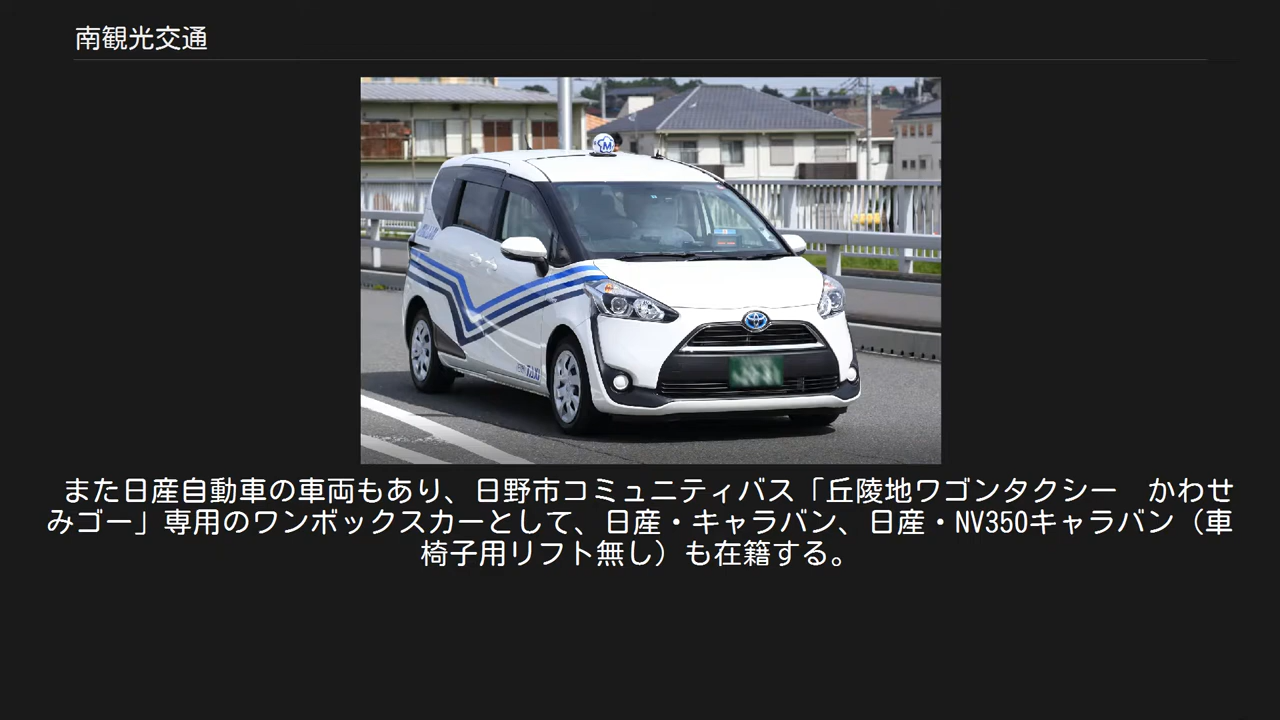 南観光交通
M
TAXI
また日産自動車の車両もあり、日野市コミュニティバス「丘陵地ワゴンタクシー　かわせ
みゴー」専用のワンボックスカーとして、日産・キャラバン、日産・NV350キャラバン（車
椅子用リフト無し）も在籍する。